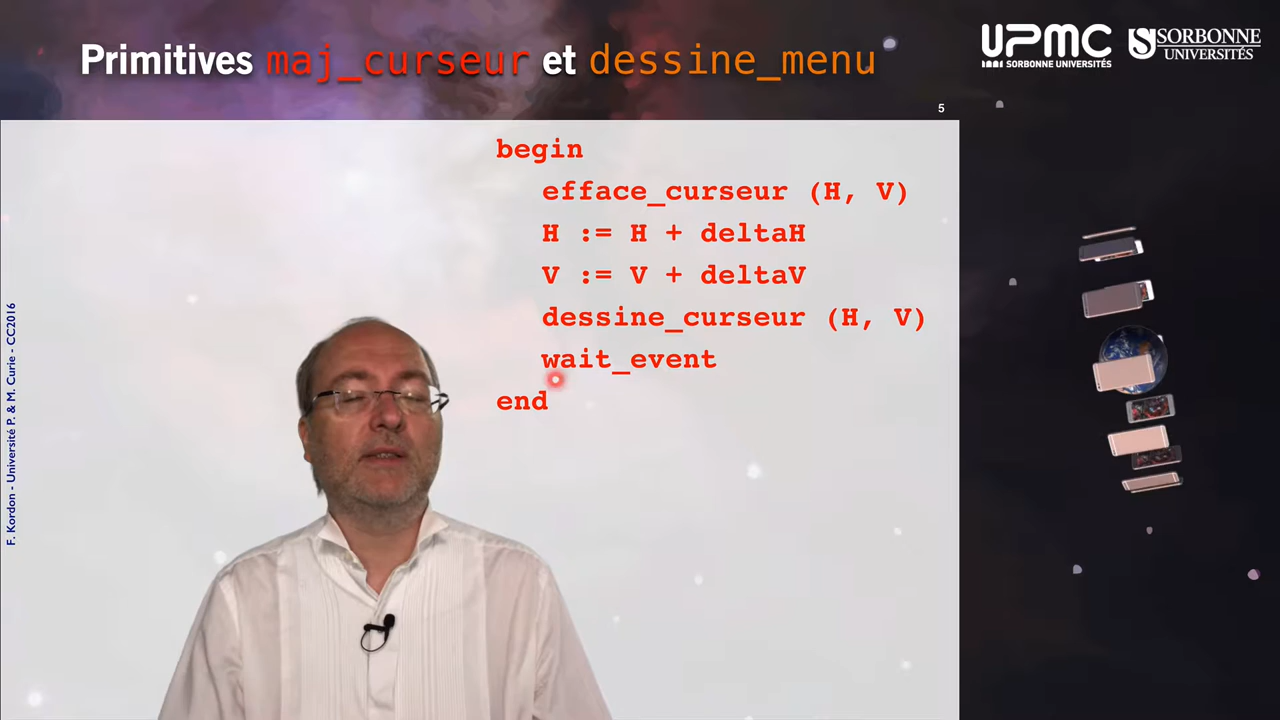 Primitives maj_curseur et dessine_menu
UPMC
SORBONNE UNIVERSITÉS
S SORBONNE
UNIVERSITÉS
5
begin
efface_curseur (H, V)
H := H + deltaH
V := V + deltaV
dessine_curseur (H, V)
wait_event
end
F. Kordon - Université P. & M. Curie - CC2016